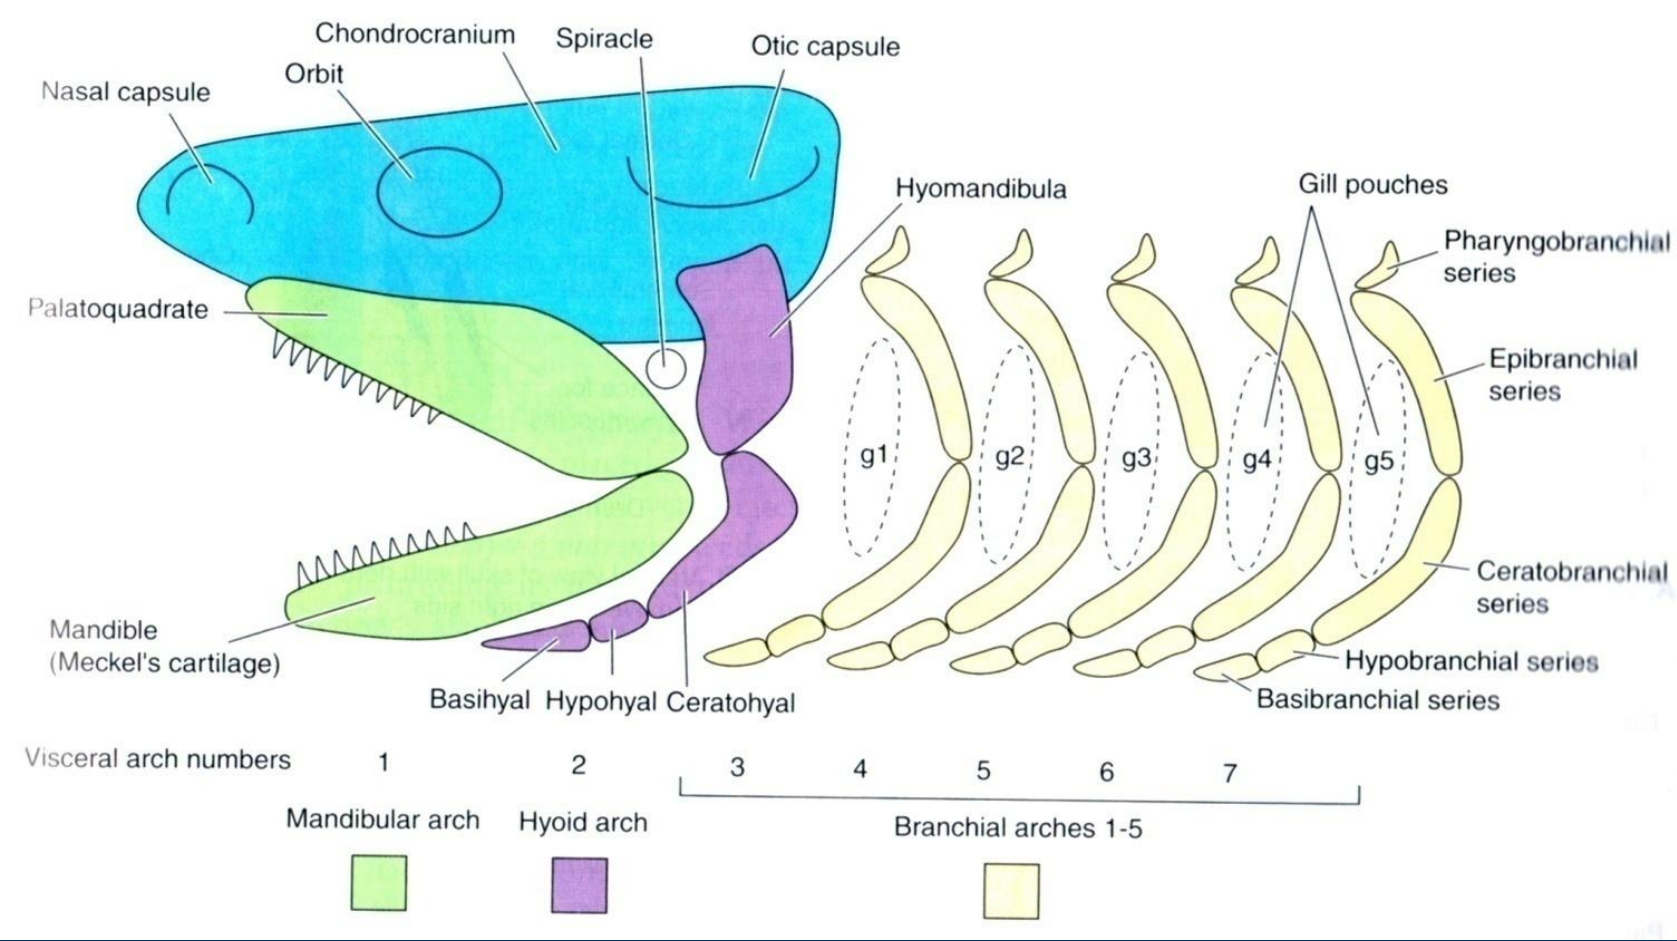 Chondrocranium
Spiracle
Otic capsule
Orbit
Nasal capsule
Hyomandibula
Gill pouches
Pharyngobranchial
series
Palatoquadrate
Epibranchial
series
g1 g2 g3 g4 g5
Ceratobranchial
series
Mandible
(Meckel's cartilage)
Hypobranchial series
Basihyal Hypohyal Ceratohyal
Basibranchial series
Visceral arch numbers 1 2 3 4 5 6 7
Mandibular arch Hyoid arch Branchial arches 1-5